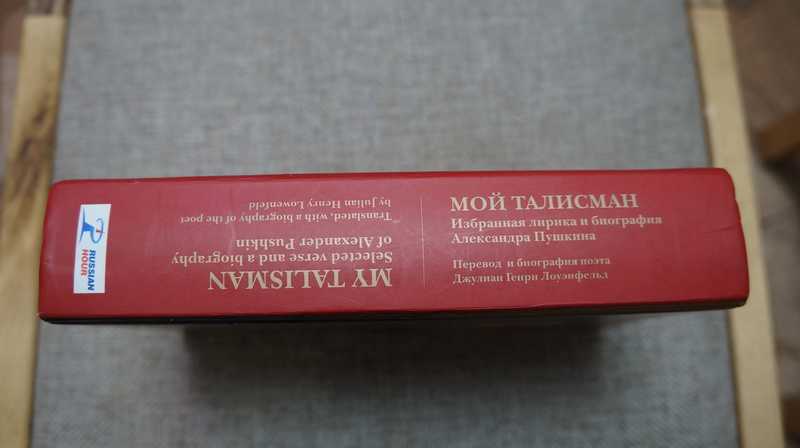 МОЙ ТАЛИСМАН
Избранная лирика и биография
Александра Пушкина
Перевод и биография поэта
Джулиан Генри Лоуэнфельд
MY TALISMAN
Selected verse and a biography
of Alexander Pushkin
Translated, with a biography of the poet
by Julian Henry Lowenfeld
RUSSIAN
HOUR